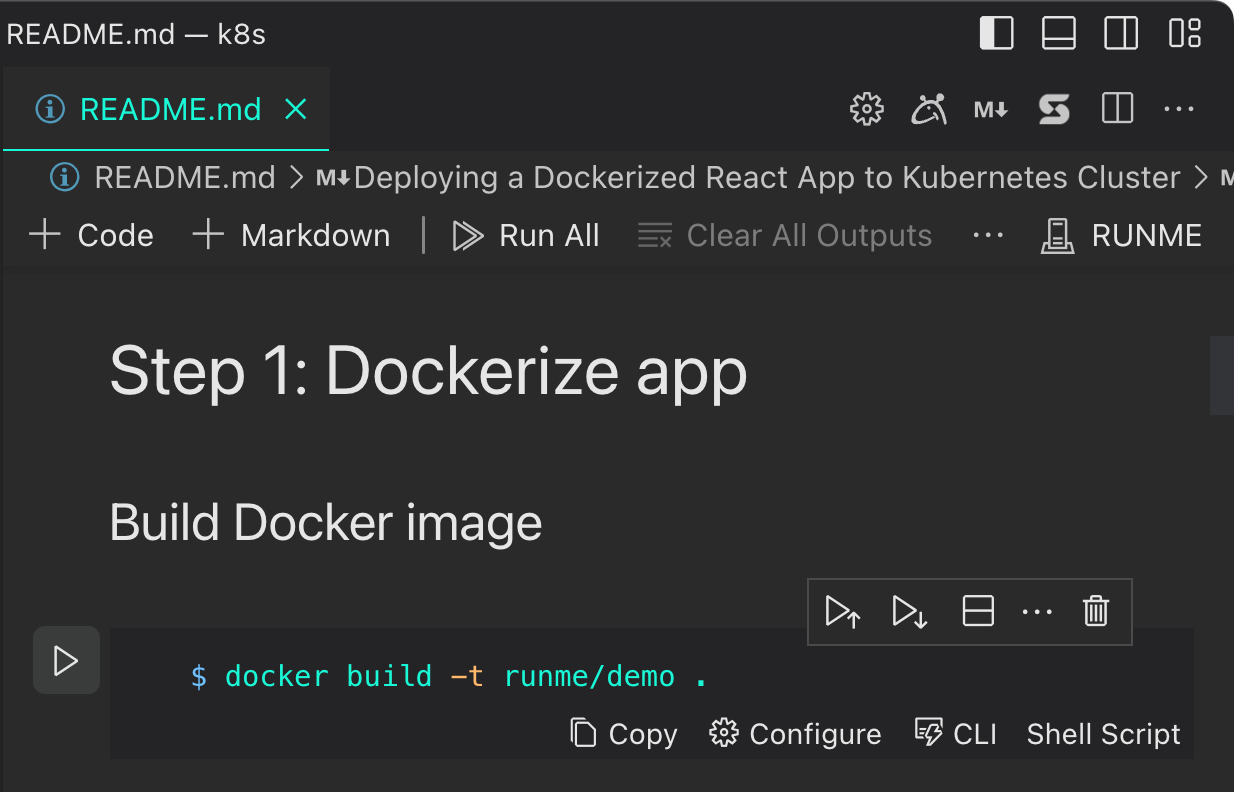 README.md — k8s
README.md
README.md > M↓ Deploying a Dockerized React App to Kubernetes Cluster > M
+ Code + Markdown | Run All Clear All Outputs ··· RUNME
Step 1: Dockerize app
Build Docker image
$ docker build -t runme/demo .
Copy Configure CLI Shell Script